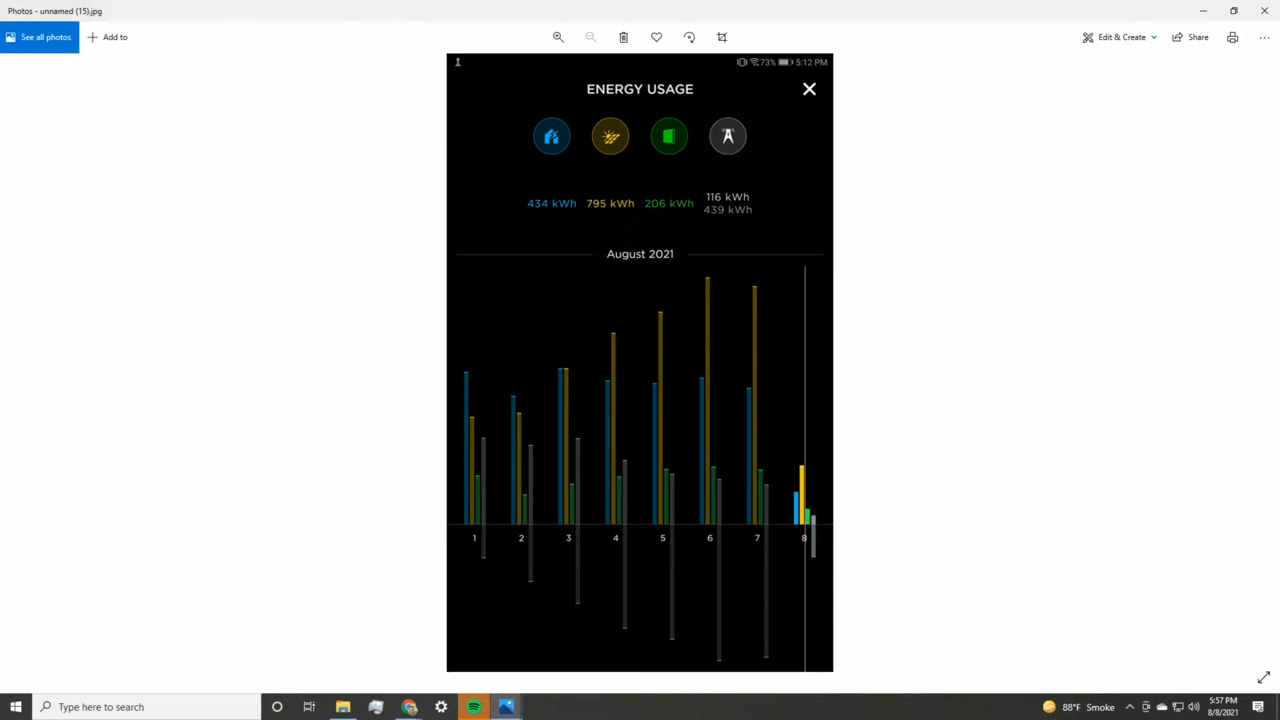 Photos - unnamed (15).jpg
See all photos
Add to
Edit & Create
Share
73%
5:12 PM
ENERGY USAGE
434 kWh
795 kWh
206 kWh
116 kWh
439 kWh
August 2021
1
2
3
4
5
6
7
8
Type here to search
88°F Smoke
5:57 PM
8/8/2021